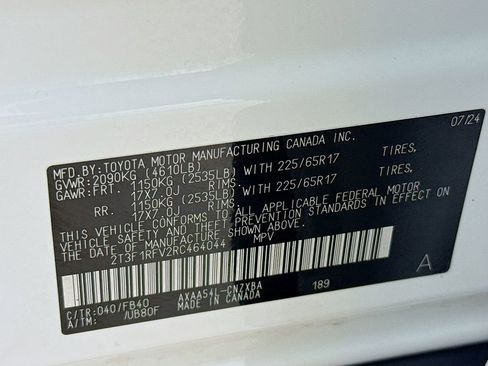 07/24
MFD.BY:TOYOTA MOTOR MANUFACTURING CANADA INC.
GVWR: 2090KG (4610LB)
GAWR:FRT. 1150KG (2535LB) WITH 225/65R17 TIRES,
17X7.0J RIMS,
RR. 1150KG (2535LB) WITH 225/65R17 TIRES,
17X7.0J RIMS,
THIS VEHICLE CONFORMS TO ALL APPLICABLE FEDERAL MOTOR
VEHICLE SAFETY AND THEFT PREVENTION STANDARDS IN EFFECT ON
THE DATE OF MANUFACTURE SHOWN ABOVE.
2T3F1RFV2RC464044 MPV
A
C/TR:040/FB40 AXAA54L-CNZXBA 189
A/TM: /UB80F MADE IN CANADA